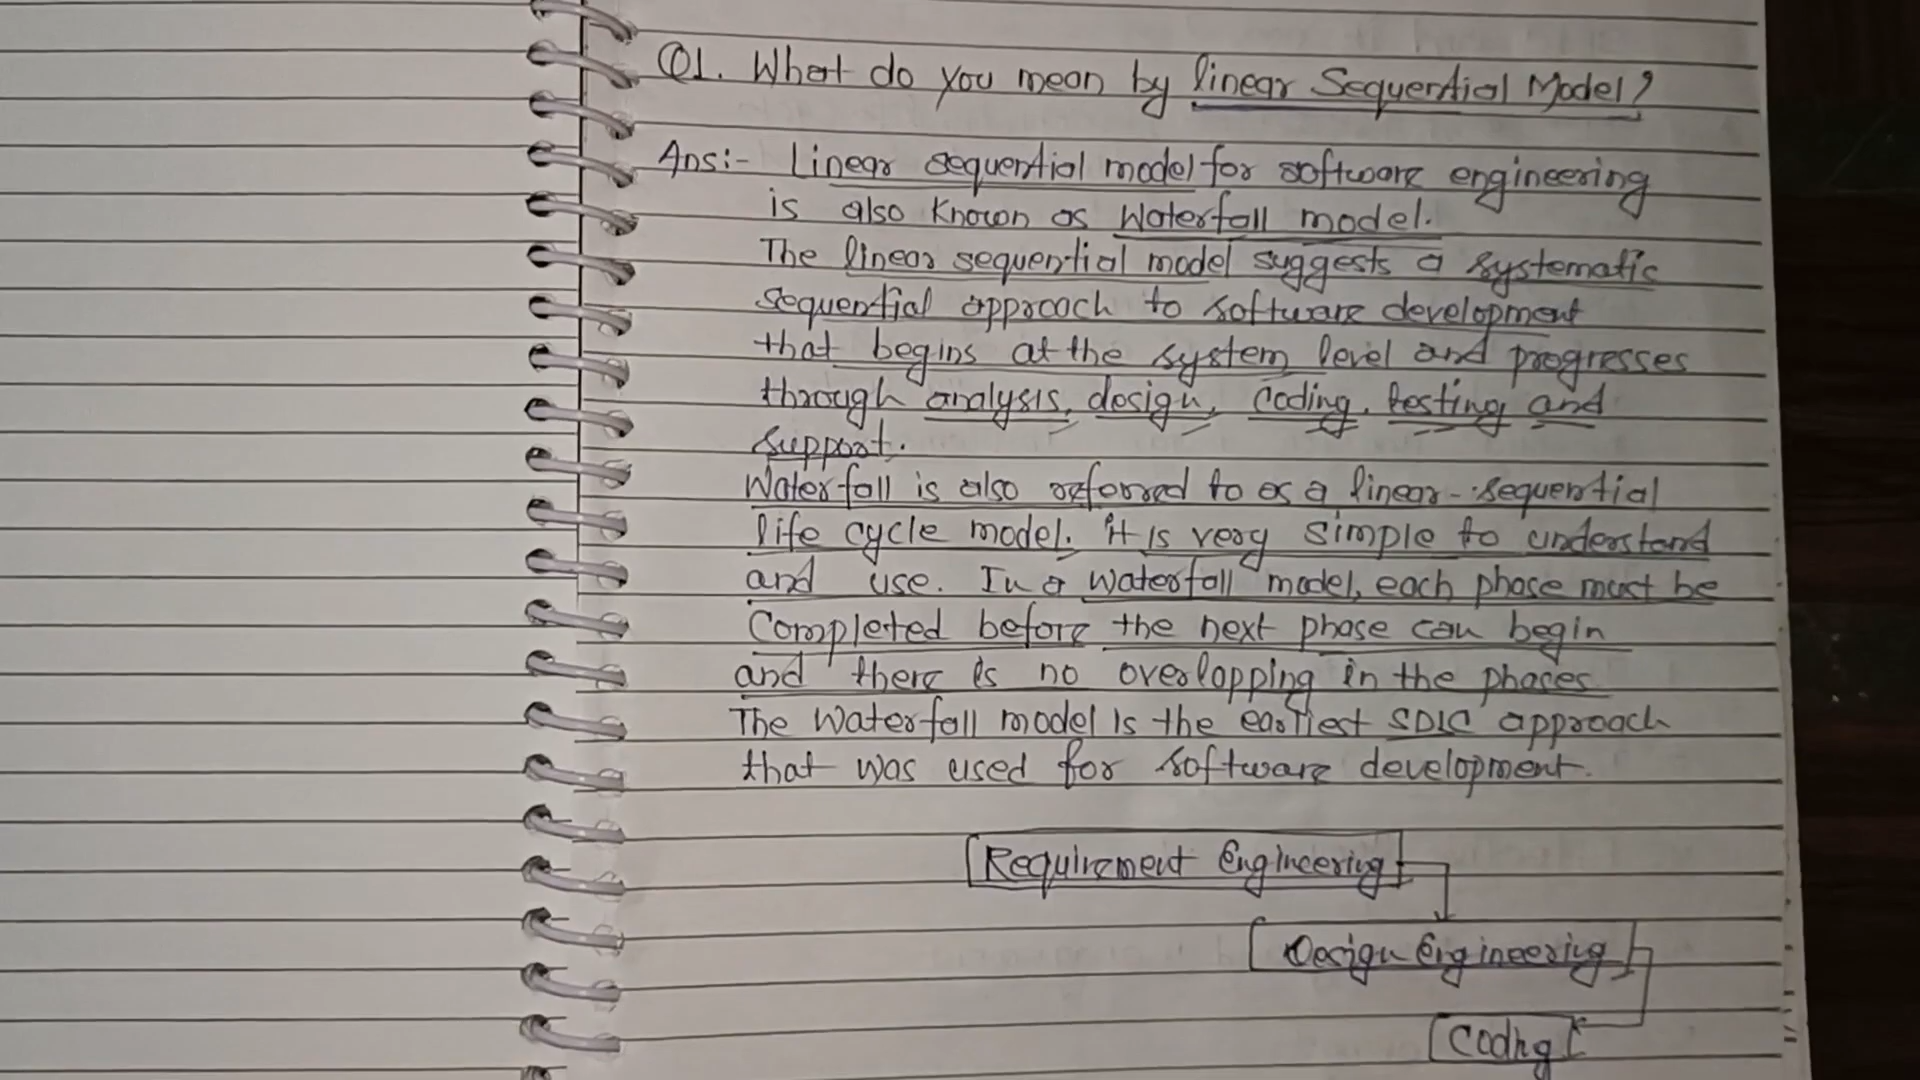 Q1. What do you mean by linear Sequential Model?
Ans:- Linear sequential model for software engineering
is also known as Waterfall model.
The linear sequential model suggests a systematic
sequential approach to software development
that begins at the system level and progresses
through analysis, design, coding, testing and
support.
Waterfall is also referred to as a linear-sequential
life cycle model. it is very simple to understand
and use. In a waterfall model, each phase must be
Completed before the next phase can begin
and there is no overlapping in the phases
The waterfall model is the earliest SDLC approach
that was used for software development.
Requirement Engineering
Design Engineering
Coding